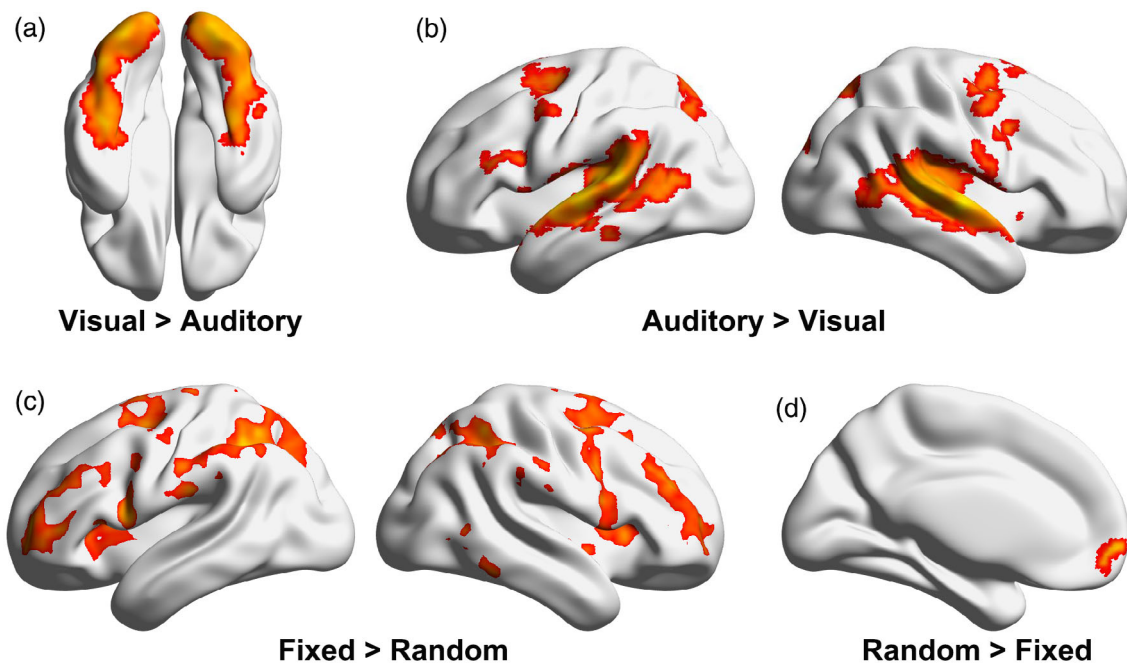 (a)
(b)
Visual > Auditory
Auditory > Visual
(c)
(d)
Fixed > Random
Random > Fixed